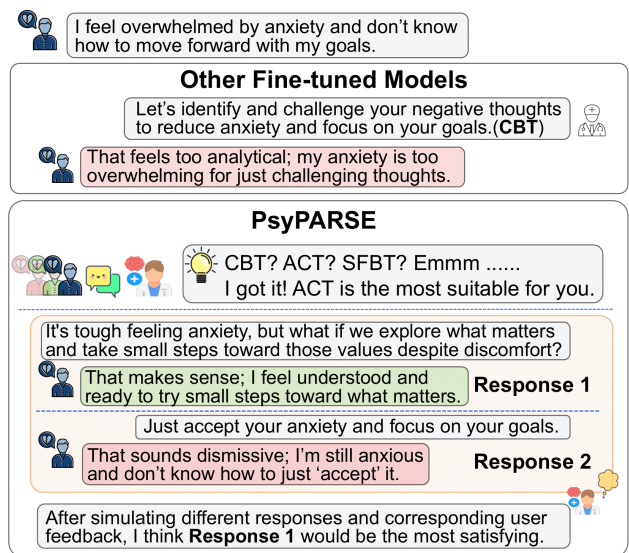 I feel overwhelmed by anxiety and don't know
how to move forward with my goals.
Other Fine-tuned Models
Let's identify and challenge your negative thoughts
to reduce anxiety and focus on your goals.(CBT)
That feels too analytical; my anxiety is too
overwhelming for just challenging thoughts.
PsyPARSE
CBT? ACT? SFBT? Emmm ......
I got it! ACT is the most suitable for you.
It's tough feeling anxiety, but what if we explore what matters
and take small steps toward those values despite discomfort?
That makes sense; I feel understood and
ready to try small steps toward what matters.
Response 1
Just accept your anxiety and focus on your goals.
That sounds dismissive; I'm still anxious
and don't know how to just 'accept' it.
Response 2
After simulating different responses and corresponding user
feedback, I think Response 1 would be the most satisfying.